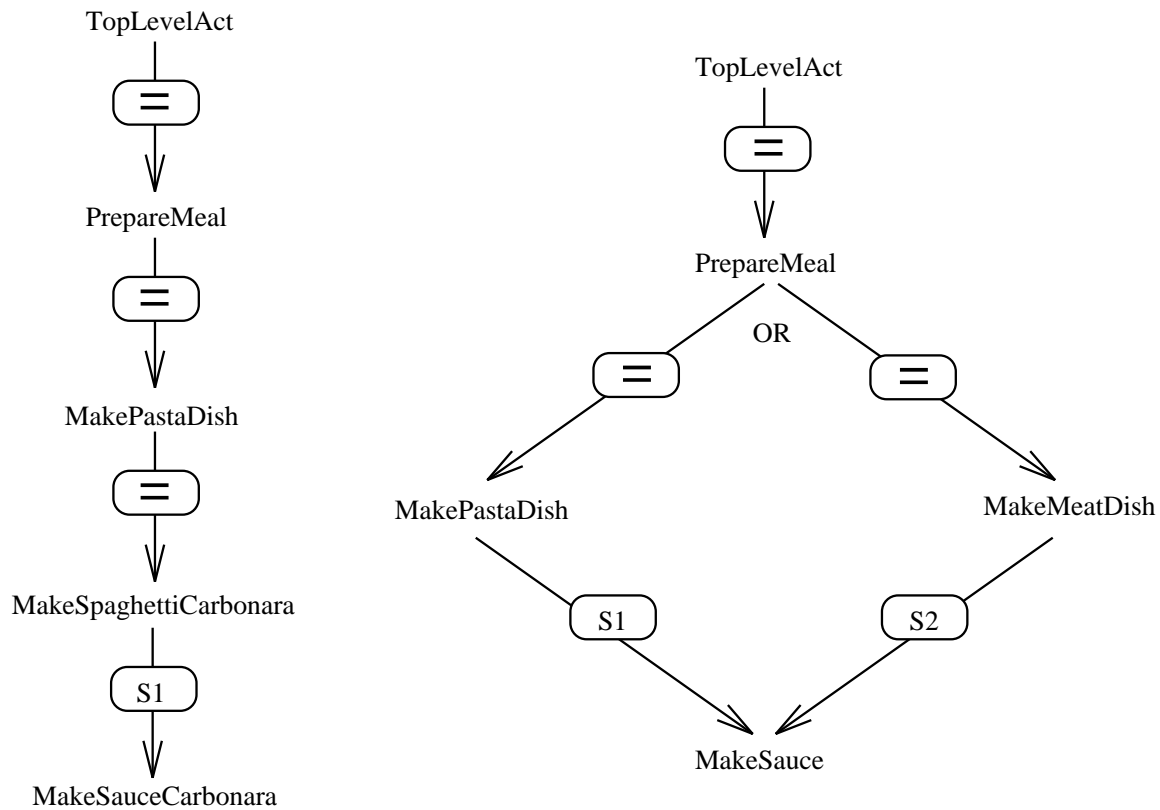 TopLevelAct
=
PrepareMeal
=
MakePastaDish
=
MakeSpaghettiCarbonara
S1
MakeSauceCarbonara
TopLevelAct
=
PrepareMeal
OR
= =
MakePastaDish MakeMeatDish
S1 S2
MakeSauce